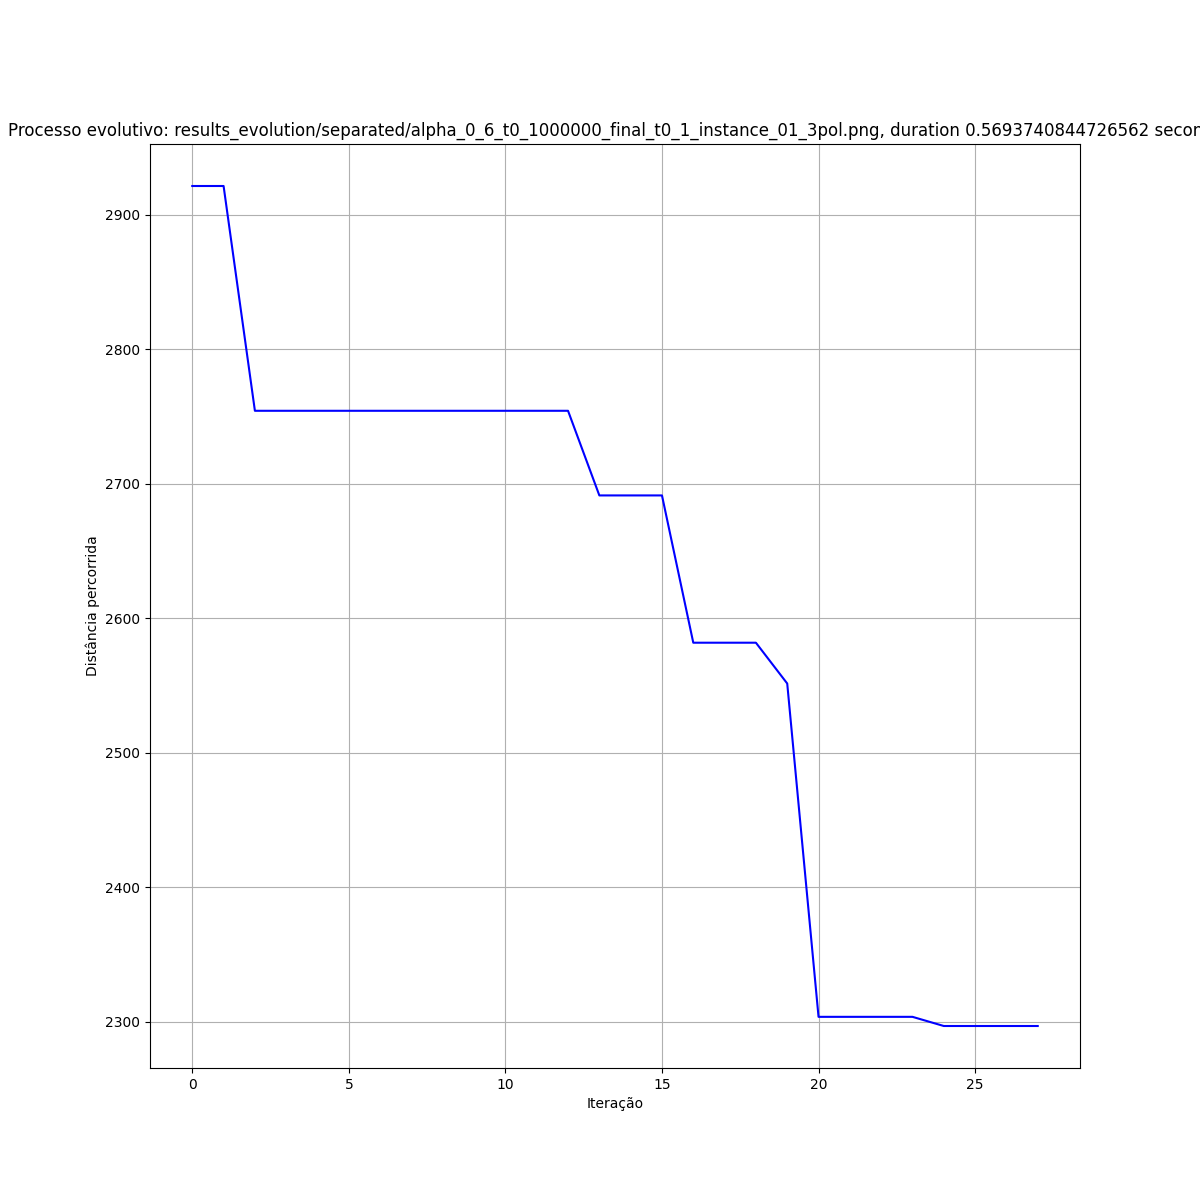 Processo evolutivo: results_evolution/separated/alpha_0_6_t0_1000000_final_t0_1_instance_01_3pol.png, duration 0.5693740844726562 secon
2900
2800
2700
2600
2500
2400
2300
Distância percorrida
0 5 10 15 20 25
Iteração